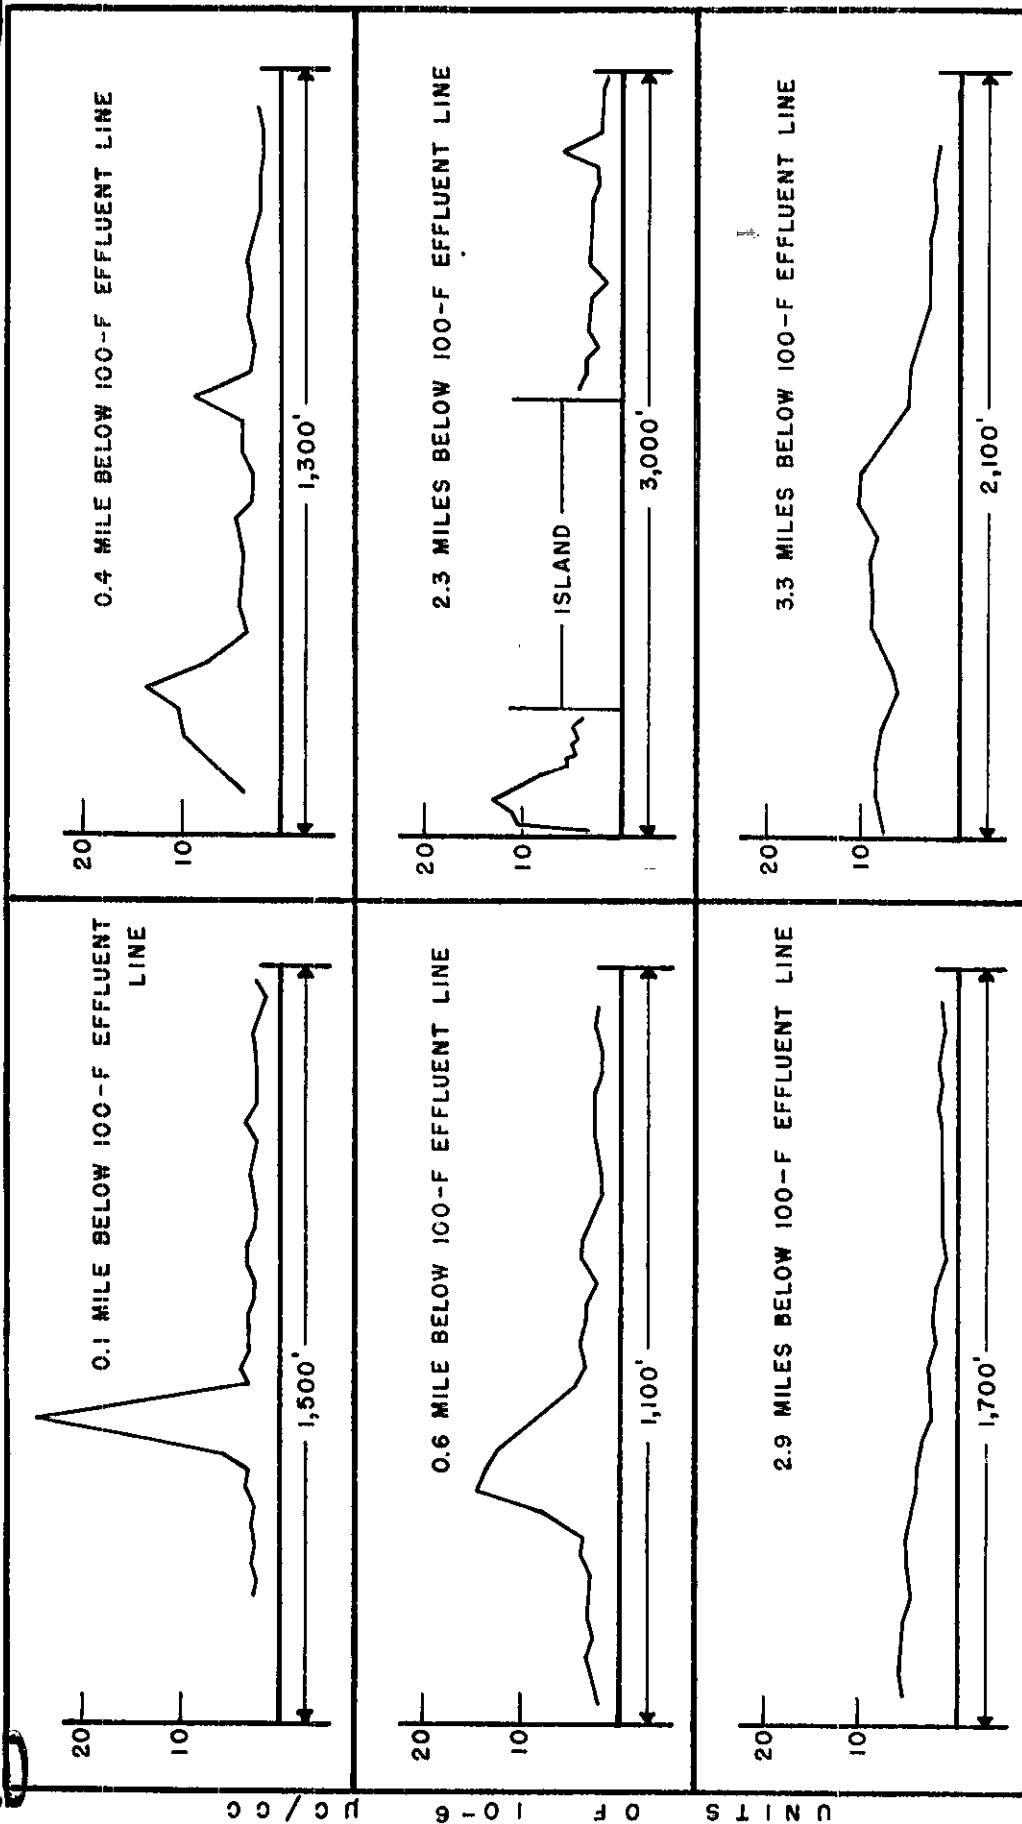 UNITS OF 10-6 UC/CC
0.1 MILE BELOW 100-F EFFLUENT
LINE
20
10
1,500'
0.4 MILE BELOW 100-F EFFLUENT LINE
20
10
1,300'
0.6 MILE BELOW 100-F EFFLUENT LINE
20
10
1,100'
2.3 MILES BELOW 100-F EFFLUENT LINE
20
10
ISLAND
3,000'
2.9 MILES BELOW 100-F EFFLUENT LINE
20
10
1,700'
3.3 MILES BELOW 100-F EFFLUENT LINE
20
10
2,100'